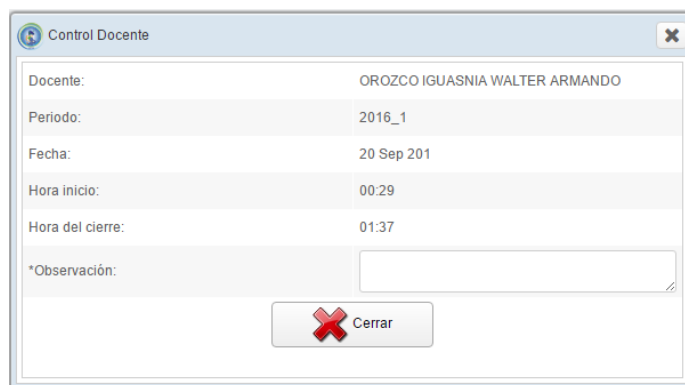 Control Docente
Docente: OROZCO IGUASNIA WALTER ARMANDO
Periodo: 2016_1
Fecha: 20 Sep 201
Hora inicio: 00:29
Hora del cierre: 01:37
*Observación:
Cerrar